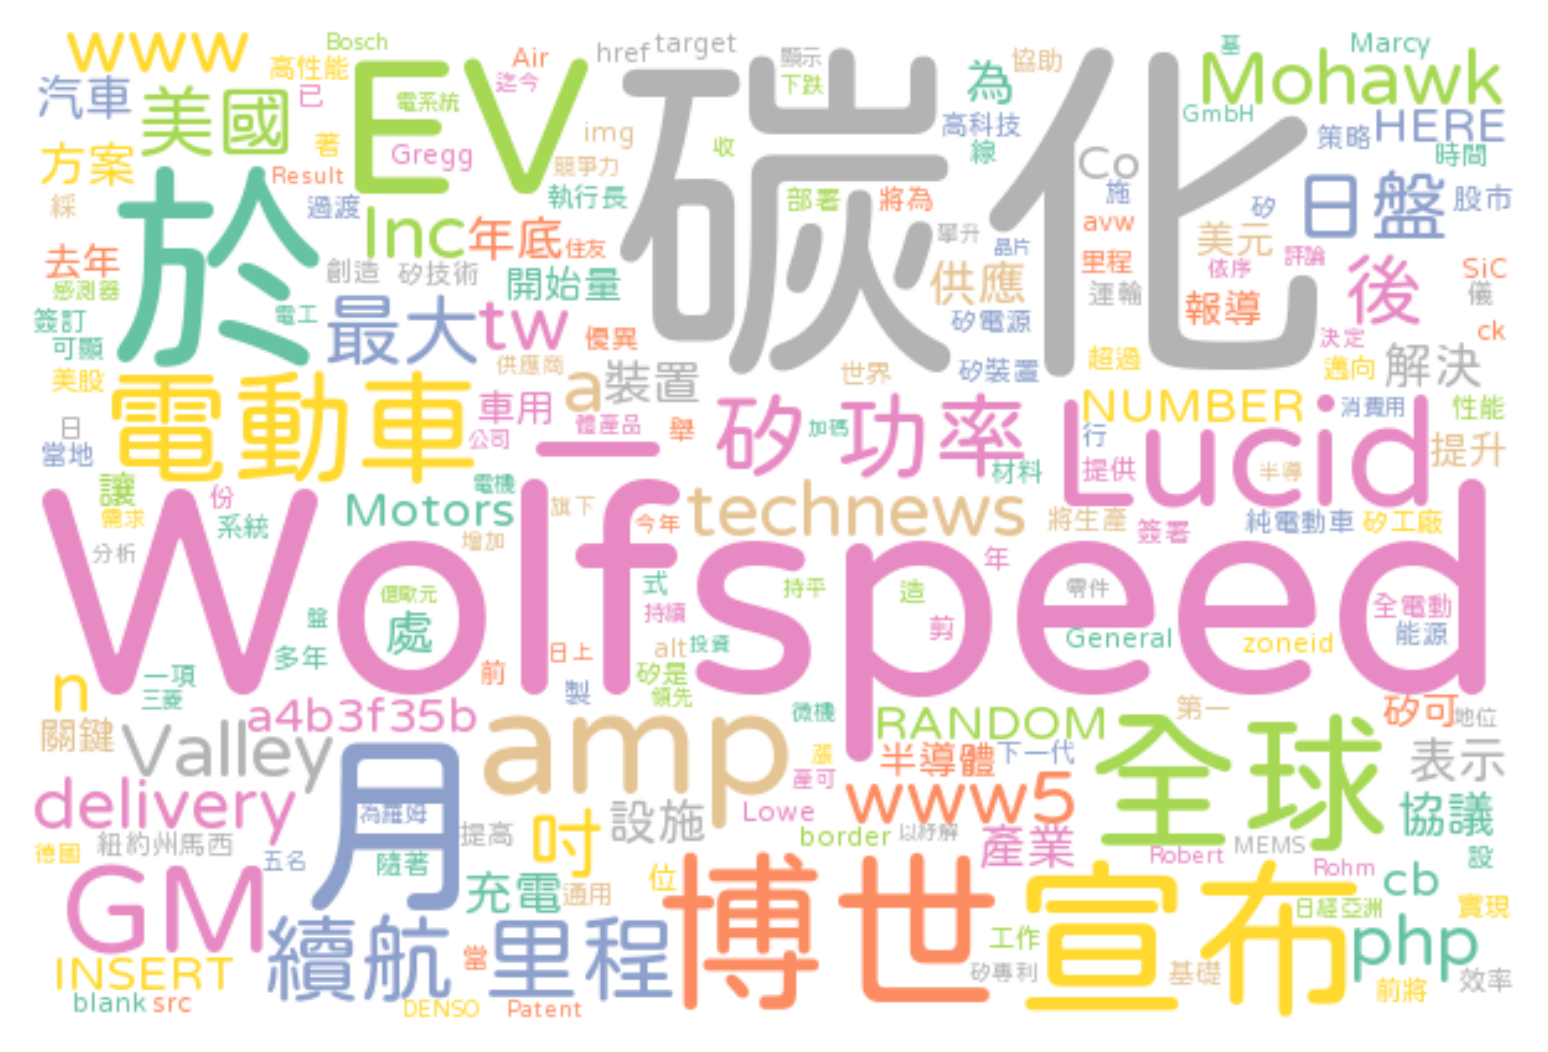 www
Bosch
高性能
Air
迄今
href
target
顯示
下跌
碳化
為
協助
墓
Marcy
Mohawk
GmbH
汽車
美國
已
EV
電系統
img
收
高科技
線
Co
策略
HERE
時間
方案
著
Gregg
競爭力
Result
於
過渡
執行長
部署
將為
施
avw
矽
日盤
股市
綵
Inc
年底
住友
單升
晶片
里程
美元
依序
評論
去年
感測器
創造
矽技術
開始量
供應
運輸
報導
後
SiC
儀
簽訂
電工
最大
tw
優異
矽電源
決定
ck
可顯
美股
供應商
世界
矽裝置
超過
邁向
解決
電動車
車用
a
裝置
矽功率
Lucid
NUMBER
消費用
性能
日
當地
公司
一
體產品
舉
加碼
行
提供
半導
提升
材料
讓
需求
份
系統
Motors
電機
旗下
今年
technews
將生產
簽署
純電動車
矽工廠
分析
增加
年
Wolfspeed
盤
億歐元
處
式
持續
持平
造
剪
零件
General
zoneid
全電動
能源
多年
日上
alt
投資
n
一項
三菱
前
製
矽是
領先
微機
第一
矽可
地位
關鍵
Valley
a4b3f35b
amp
漲
產可
RANDOM
半導體
下一代
全球
表示
delivery
月
為羅姆
提高
吋
設施
Lowe
www5
border
以紓解
產業
協議
德國
紐約州馬西
五名
隨著
Robert
MEMS
Rohm
設
GM
充電
通用
位
博世
宣布
cb
日経亞洲
實現
續航
里程
當
工作
矽專利
基礎
php
前將
效率
INSERT
blank
src
DENSO
Patent